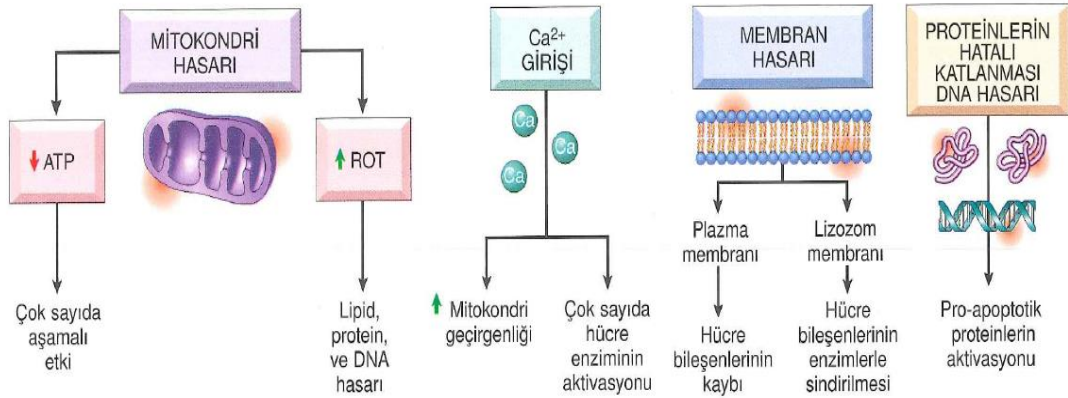 MİTOKONDRİ
HASARI
ATP
ROT
Çok sayıda
aşamalı
etki
Lipid,
protein,
ve DNA
hasarı
Ca²⁺
GİRİŞİ
Ca
Ca
Ca
Mitokondri
geçirgenliği
Çok sayıda
hücre
enziminin
aktivasyonu
MEMBRAN
HASARI
Plazma
membranı
Lizozom
membranı
Hücre
bileşenlerinin
kaybı
Hücre
bileşenlerinin
enzimlerle
sindirilmesi
PROTEİNLERİN
HATALI
KATLANMASI
DNA HASARI
Pro-apoptotik
proteinlerin
aktivasyonu